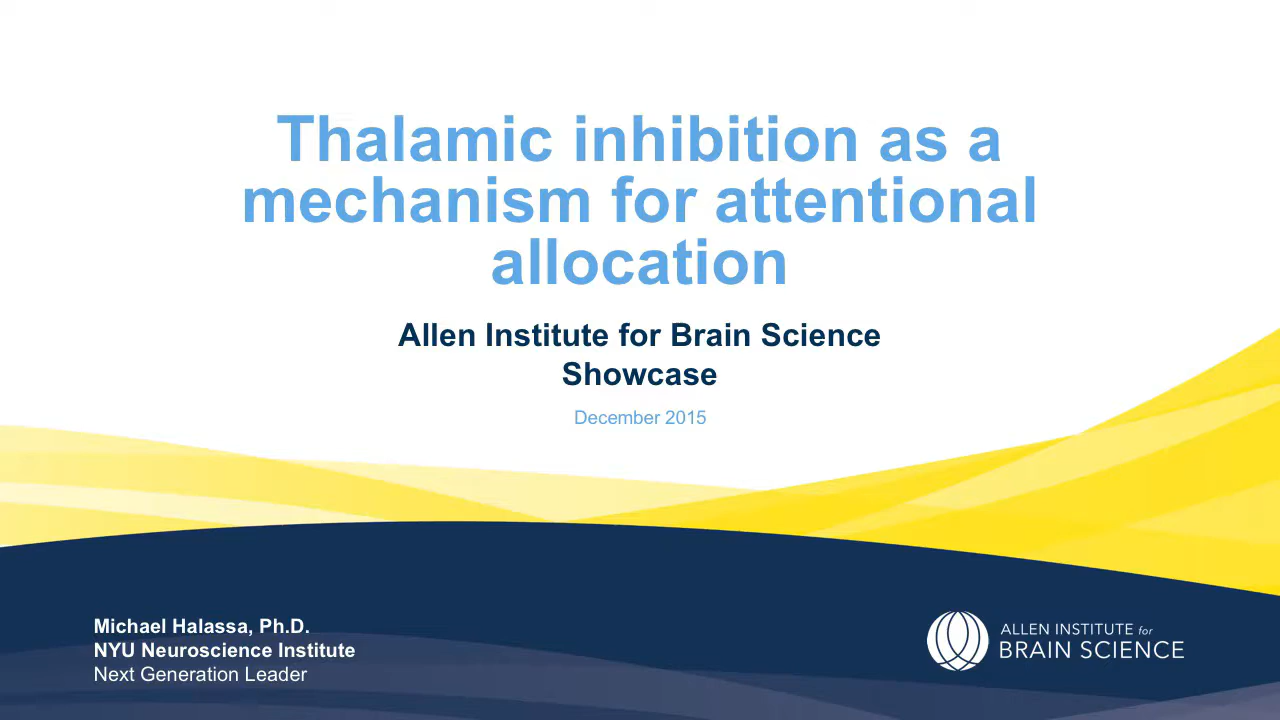 Thalamic inhibition as a
mechanism for attentional
allocation
Allen Institute for Brain Science
Showcase
December 2015
Michael Halassa, Ph.D.
NYU Neuroscience Institute
Next Generation Leader
ALLEN INSTITUTE for
BRAIN SCIENCE